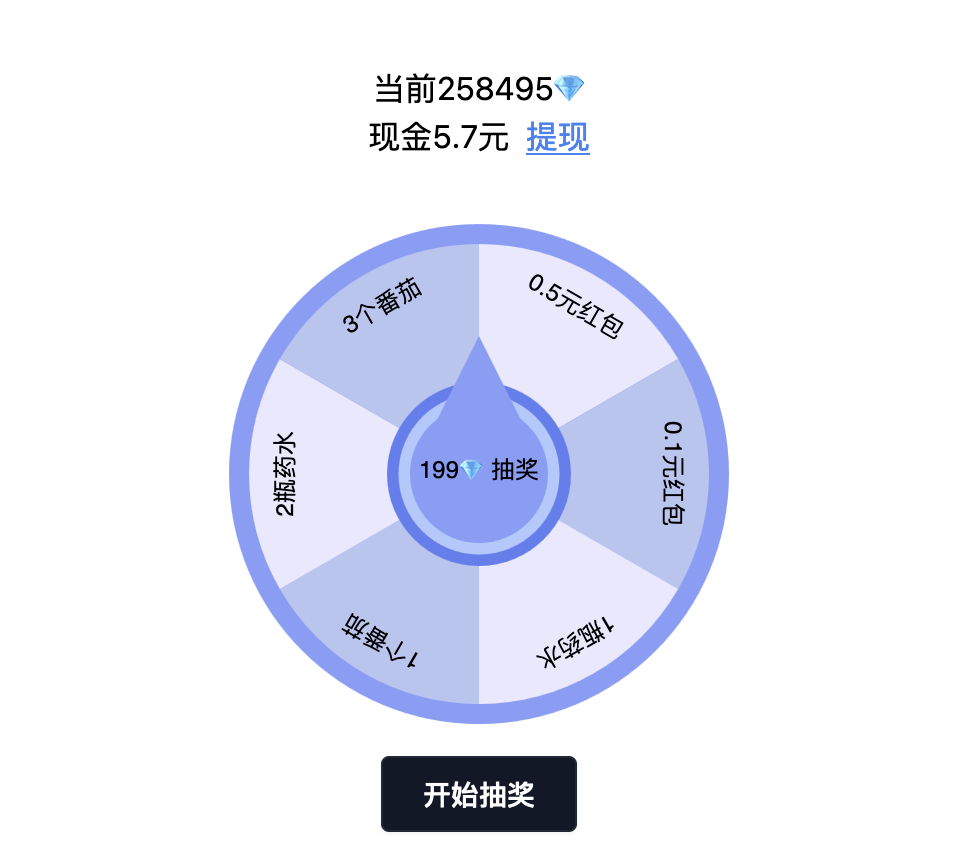 当前258495💎
现金5.7元 提现
3个番茄
0.5元红包
2瓶药水
0.1元红包
199💎 抽奖
1个番茄
1瓶药水
开始抽奖